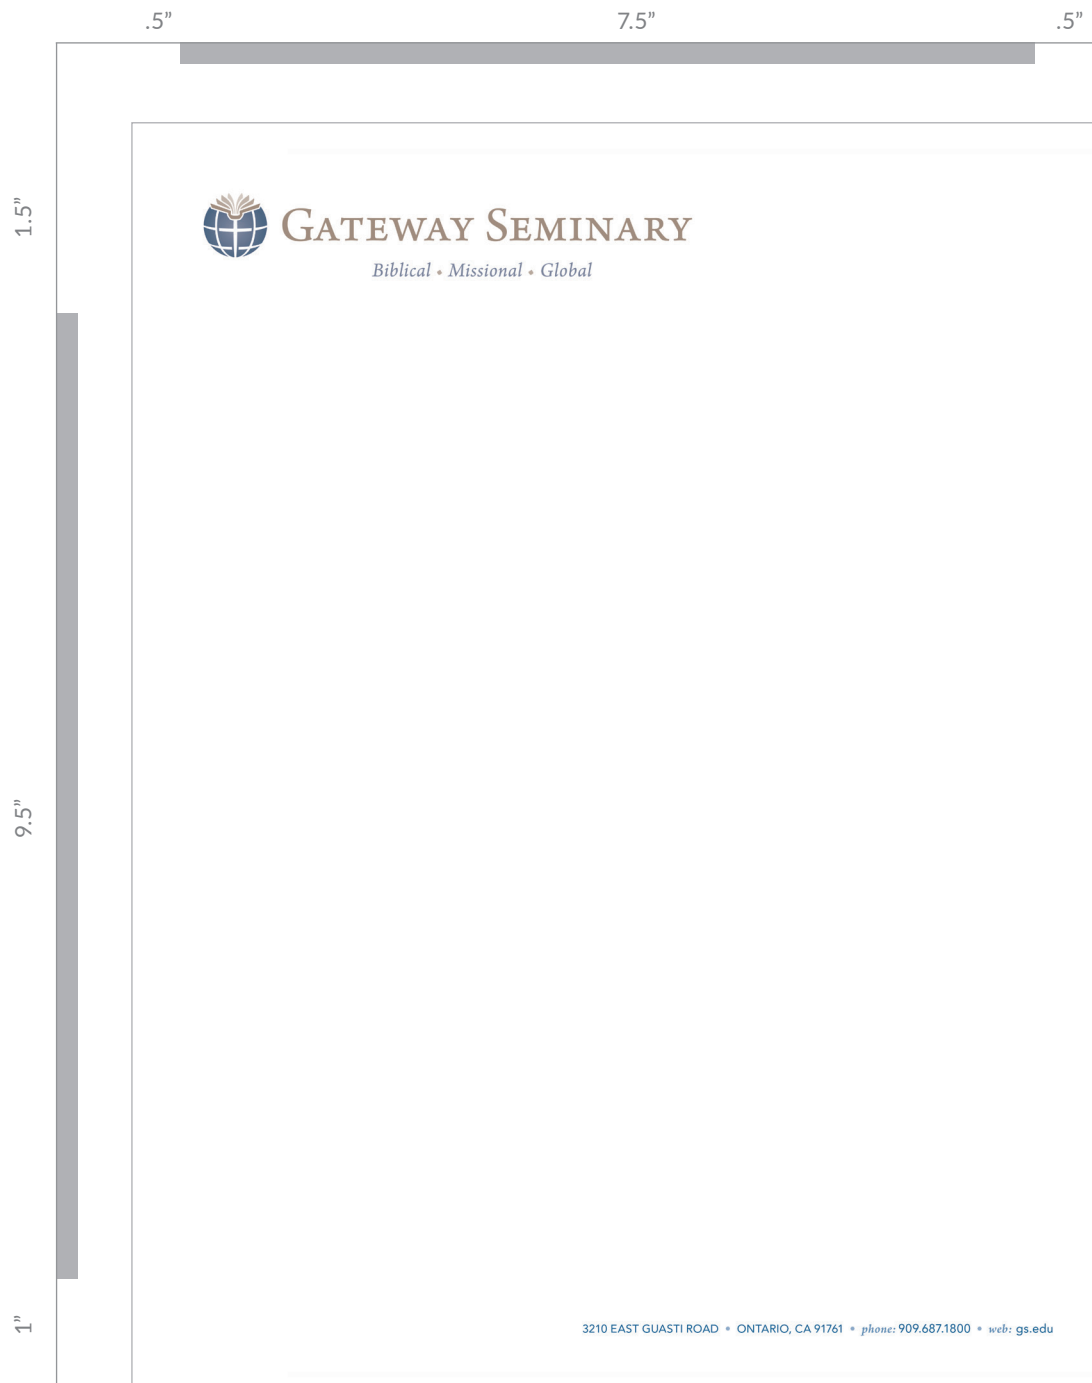 .5” 7.5” .5”
1.5”
GATEWAY SEMINARY
Biblical • Missional • Global
9.5”
1”
3210 EAST GUASTI ROAD • ONTARIO, CA 91761 • phone: 909.687.1800 • web: gs.edu